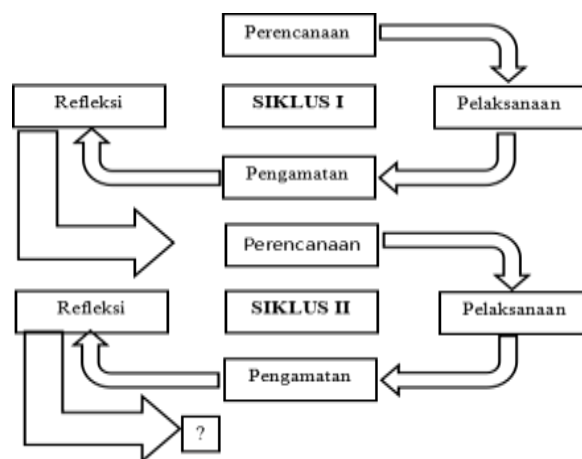 Perencanaan
Refleksi
SIKLUS I
Pelaksanaan
Pengamatan
Perencanaan
Refleksi
SIKLUS II
Pelaksanaan
Pengamatan
?